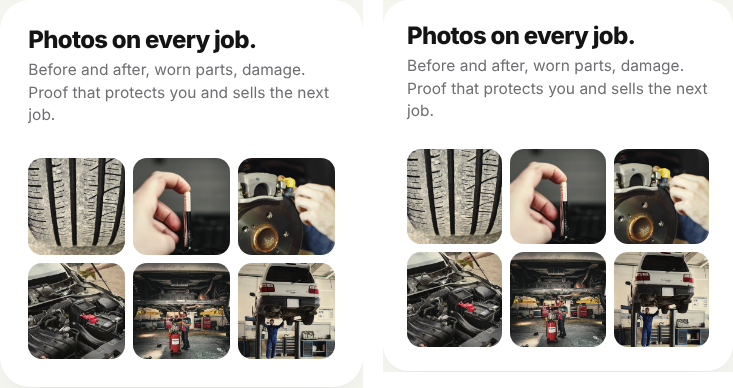 Photos on every job.
Before and after, worn parts, damage.
Proof that protects you and sells the next
job.
Photos on every job.
Before and after, worn parts, damage.
Proof that protects you and sells the next
job.